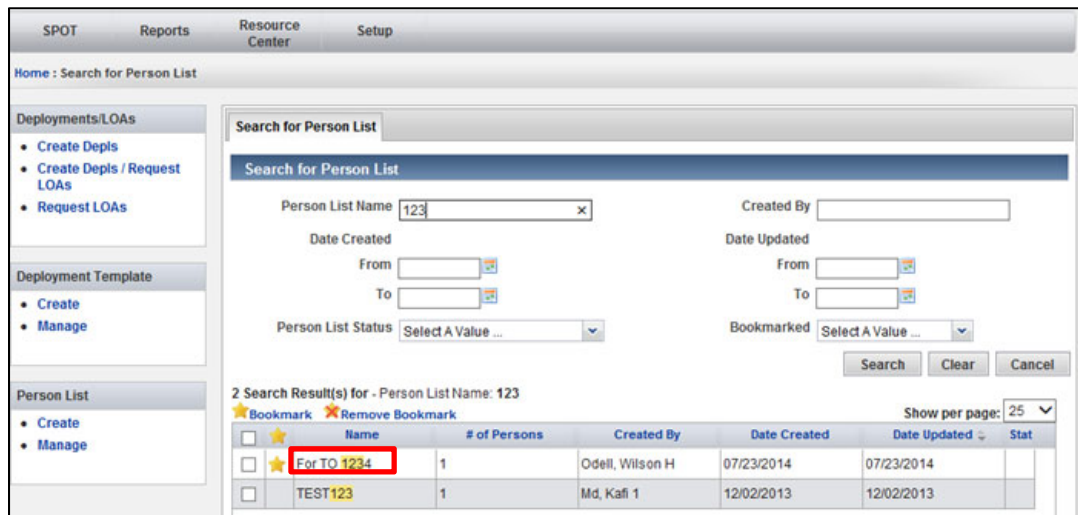 SPOT Reports Resource Center Setup
Home : Search for Person List
Deployments/LOAs
• Create Depls
• Create Depls / Request
LOAs
• Request LOAs
Deployment Template
• Create
• Manage
Person List
• Create
• Manage
Search for Person List
Search for Person List
Person List Name 123 × Created By
Date Created Date Updated
From From
To To
Person List Status Select A Value ... Bookmarked Select A Value ...
Search Clear Cancel
2 Search Result(s) for - Person List Name: 123
Bookmark Remove Bookmark Show per page: 25
Name # of Persons Created By Date Created Date Updated Stat
For TO 1234 1 Odell, Wilson H 07/23/2014 07/23/2014
TEST123 1 Md, Kafi 1 12/02/2013 12/02/2013